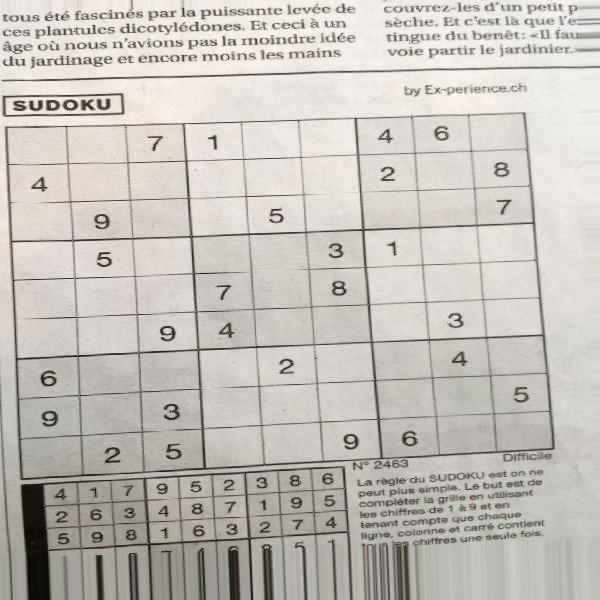 tous été fascinés par la puissante levée de
ces plantules dicotylédones. Et ceci à un
âge où nous n'avions pas la moindre idée
du jardinage et encore moins les mains
couvrez-les d'un petit p
sèche. Et c'est là que l'e
tingue du benêt: «Il fau
voie partir le jardinier.»
SUDOKU
by Ex-perience.ch
7 1 4 6
4 2 8
9 5 7
5 3 1
7 8
9 4 3
6 2 4
9 3 5
2 5 9 6
N° 2463 Difficile
4 1 7 9 5 2 3 8 6
2 6 3 4 8 7 1 9 5
5 9 8 1 6 3 2 7 4
La règle du SUDOKU est on ne
peut plus simple. Le but est de
compléter la grille en utilisant
les chiffres de 1 à 9 et en
tenant compte que chaque
ligne, colonne et carré contient
tous les chiffres une seule fois.